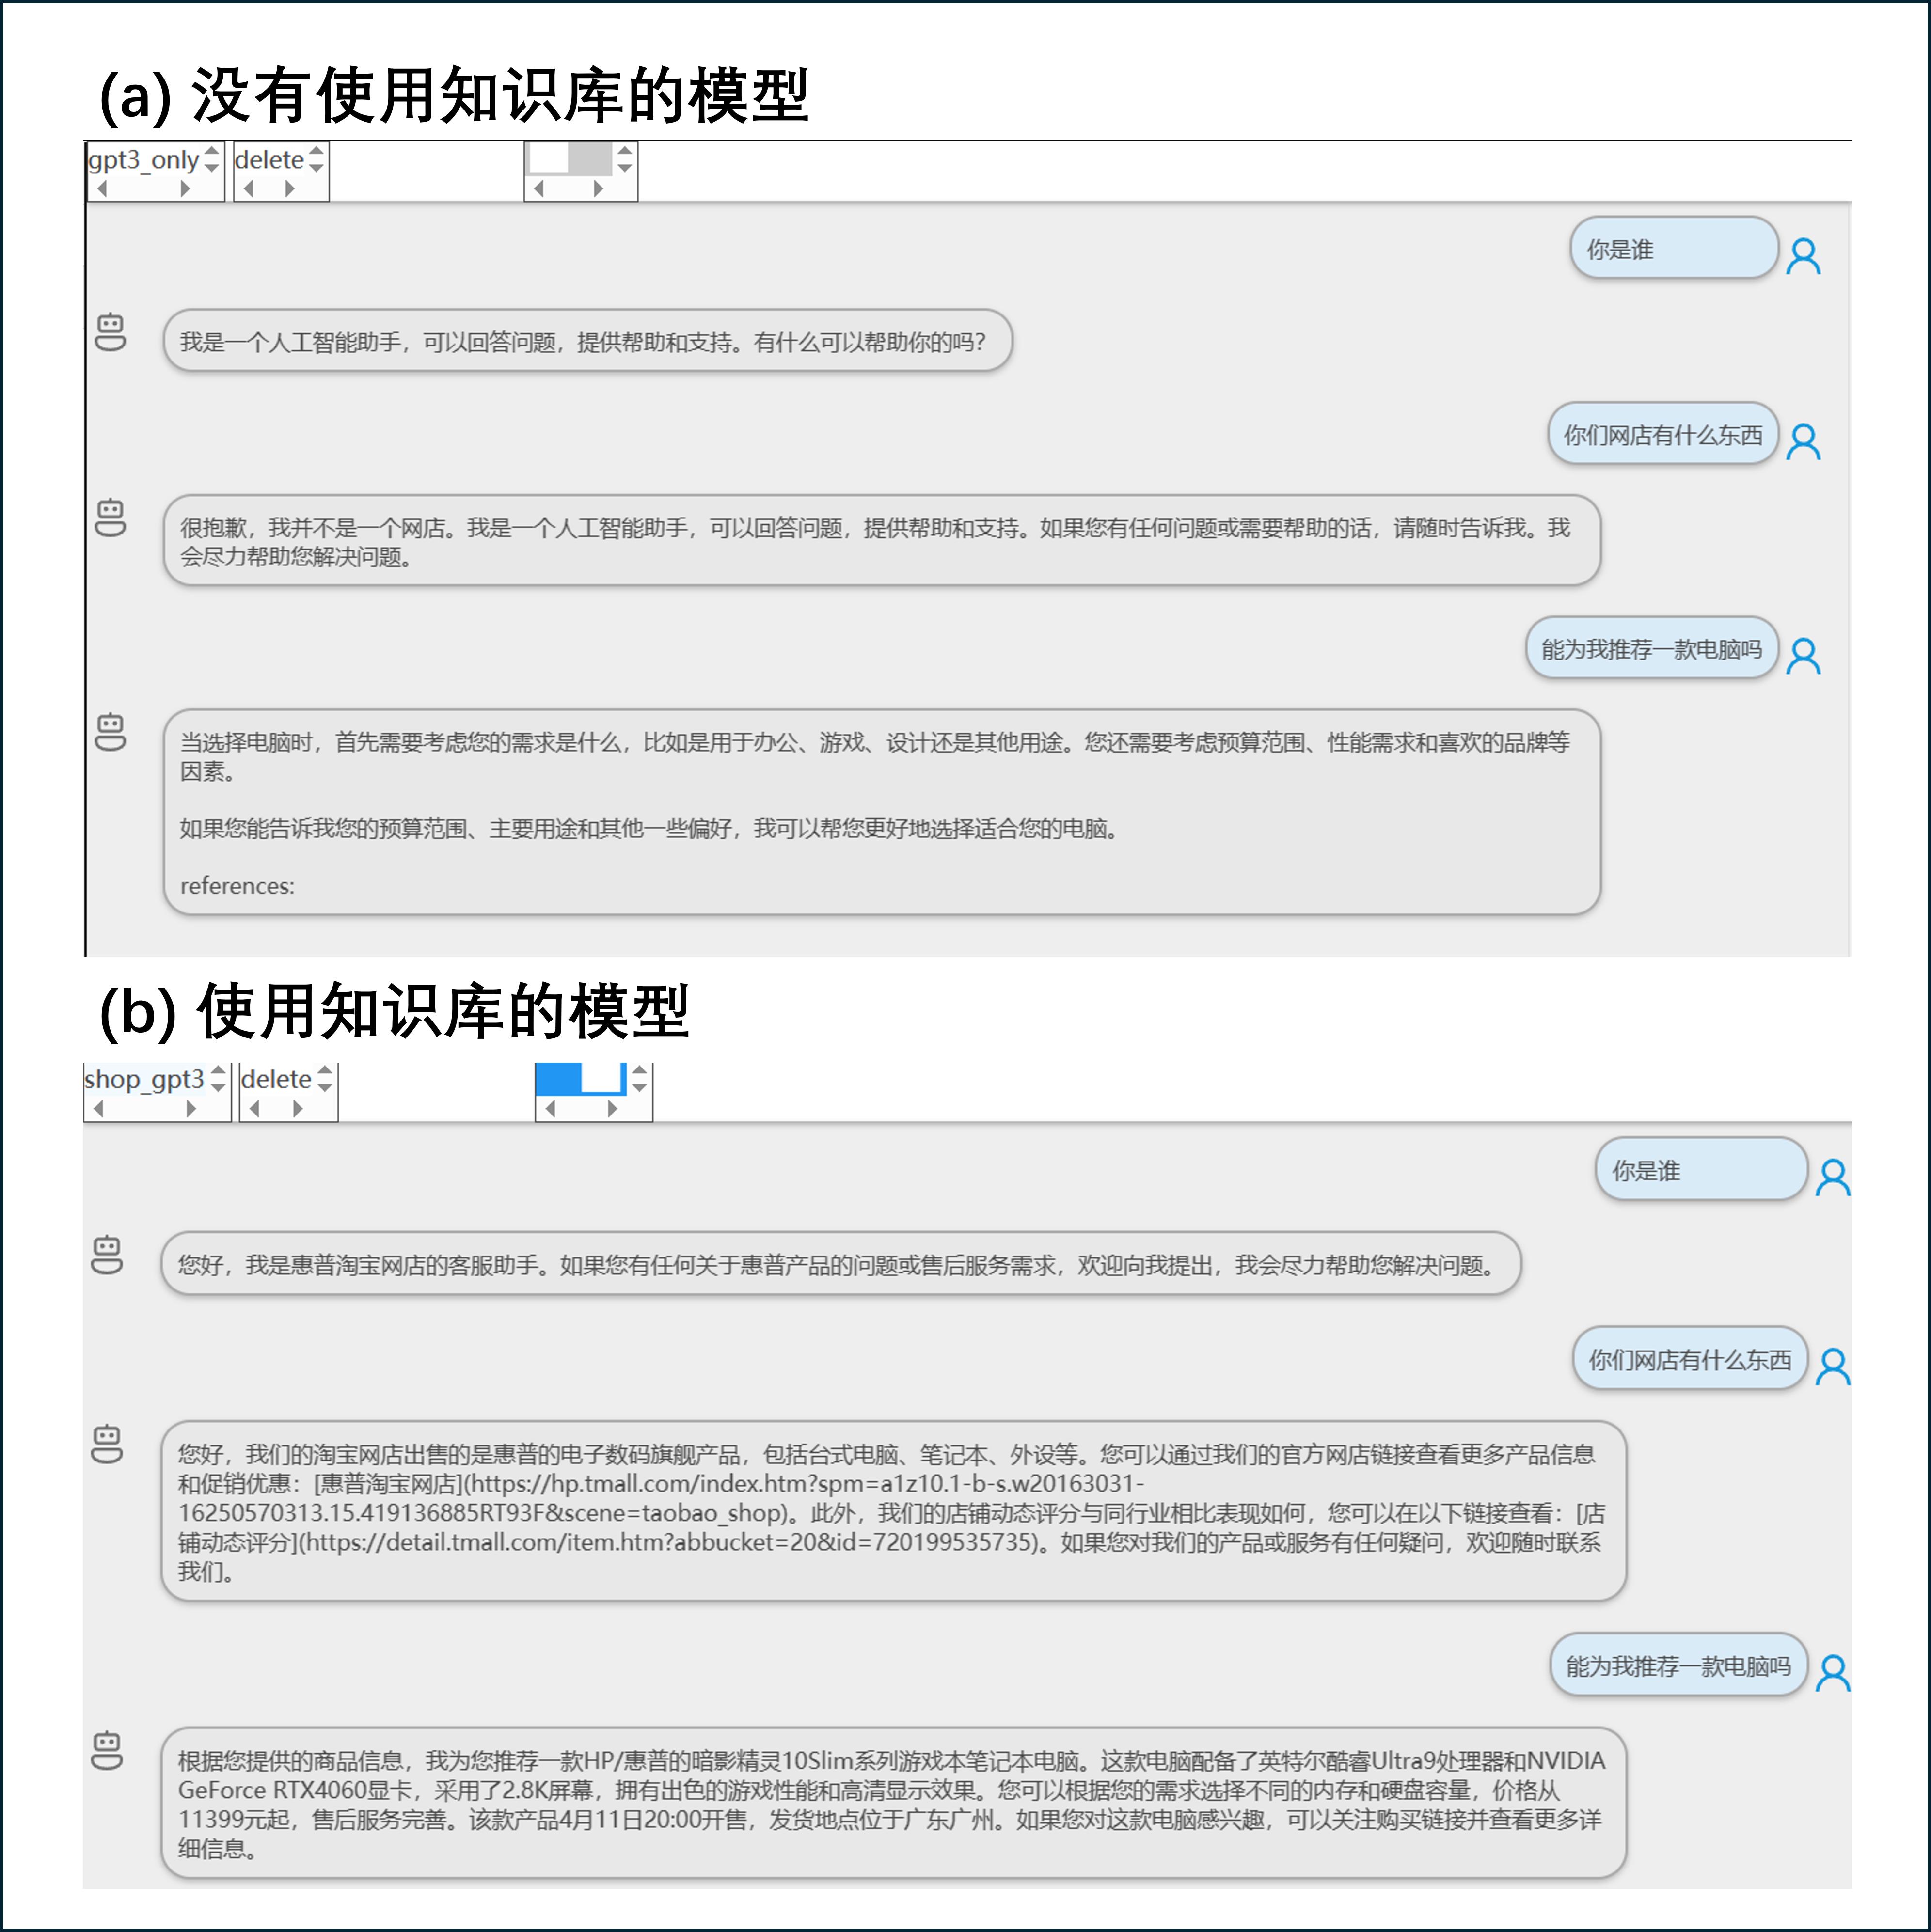 (a) 没有使用知识库的模型
gpt3_only delete
你是谁
我是一个人工智能助手，可以回答问题，提供帮助和支持。有什么可以帮助你的吗？
你们网店有什么东西
很抱歉，我并不是一个网店。我是一个人工智能助手，可以回答问题，提供帮助和支持。如果您有任何问题或需要帮助的话，请随时告诉我。我
会尽力帮助您解决问题。
能为我推荐一款电脑吗
当选择电脑时，首先需要考虑您的需求是什么，比如是用于办公、游戏、设计还是其他用途。您还需要考虑预算范围、性能需求和喜欢的品牌等
因素。
如果您能告诉我您的预算范围、主要用途和其他一些偏好，我可以帮您更好地选择适合您的电脑。
references:
(b) 使用知识库的模型
shop_gpt3 delete
你是谁
您好，我是惠普淘宝网店的客服助手。如果您有任何关于惠普产品的问题或售后服务需求，欢迎向我提出，我会尽力帮助您解决问题。
你们网店有什么东西
您好，我们的淘宝网店出售的是惠普的电子数码旗舰产品，包括台式电脑、笔记本、外设等。您可以通过我们的官方网店链接查看更多产品信息
和促销优惠：[惠普淘宝网店](https://hp.tmall.com/index.htm?spm=a1z10.1-b-s.w20163031-
16250570313.15.419136885RT93F&scene=taobao_shop)。此外，我们的店铺动态评分与同行业相比表现如何，您可以在以下链接查看：[店
铺动态评分](https://detail.tmall.com/item.htm?abbucket=20&id=720199535735)。如果您对我们的产品或服务有任何疑问，欢迎随时联系
我们。
能为我推荐一款电脑吗
根据您提供的商品信息，我为您推荐一款HP/惠普的暗影精灵10Slim系列游戏本笔记本电脑。这款电脑配备了英特尔酷睿Ultra9处理器和NVIDIA
GeForce RTX4060显卡，采用了2.8K屏幕，拥有出色的游戏性能和高清显示效果。您可以根据您的需求选择不同的内存和硬盘容量，价格从
11399元起，售后服务完善。该款产品4月11日20:00开售，发货地点位于广东广州。如果您对这款电脑感兴趣，可以关注购买链接并查看更多详
细信息。